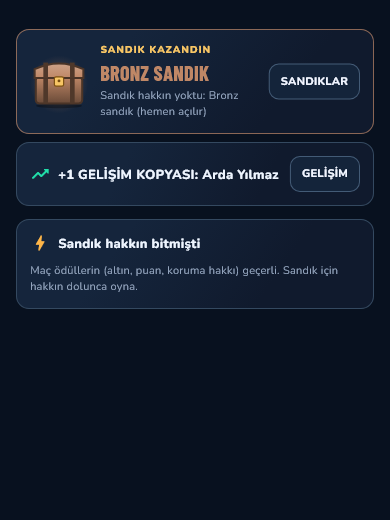 SANDIK KAZANDIN
BRONZ SANDIK
Sandık hakkın yoktu: Bronz
sandık (hemen açılır)
SANDIKLAR
+1 GELİŞİM KOPYASI: Arda Yılmaz
GELİŞİM
Sandık hakkın bitmişti
Maç ödüllerin (altın, puan, koruma hakkı) geçerli. Sandık için
hakkın dolunca oyna.